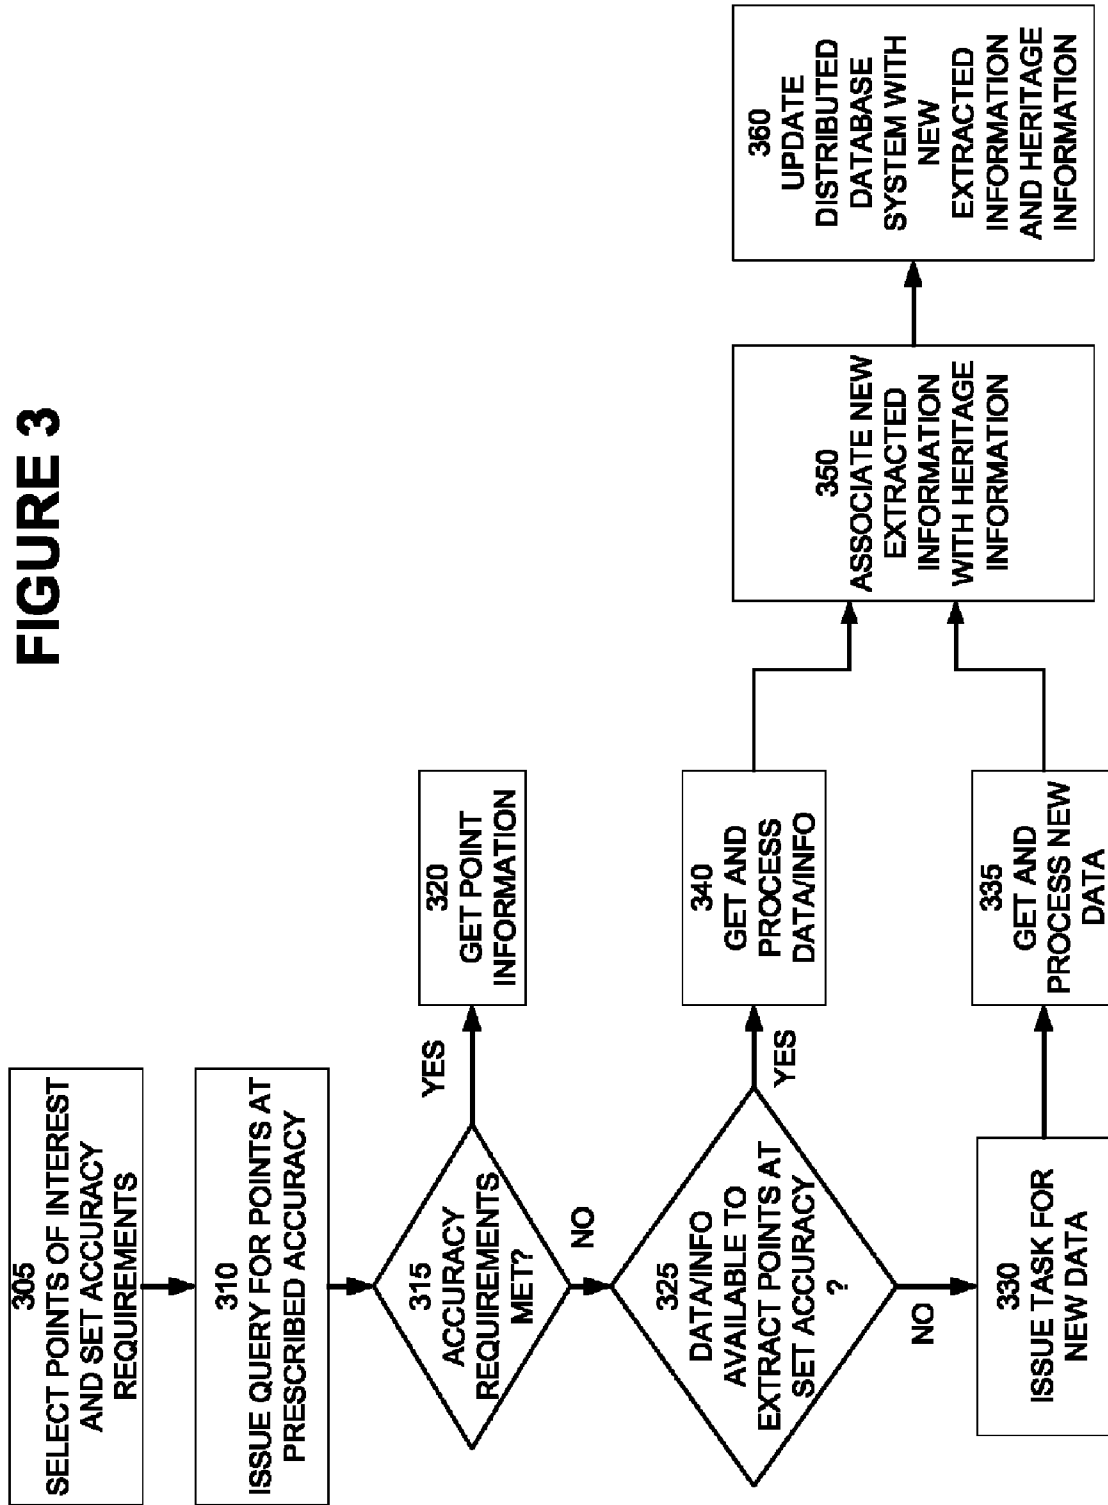 FIGURE 3
305
SELECT POINTS OF INTEREST
AND SET ACCURACY
REQUIREMENTS
310
ISSUE QUERY FOR POINTS AT
PRESCRIBED ACCURACY
315
ACCURACY
REQUIREMENTS
MET?
YES
320
GET POINT
INFORMATION
NO
325
DATA/INFO
AVAILABLE TO
EXTRACT POINTS AT
SET ACCURACY
?
YES
340
GET AND
PROCESS
DATA/INFO
NO
330
ISSUE TASK FOR
NEW DATA
335
GET AND
PROCESS NEW
DATA
350
ASSOCIATE NEW
EXTRACTED
INFORMATION
WITH HERITAGE
INFORMATION
360
UPDATE
DISTRIBUTED
DATABASE
SYSTEM WITH
NEW
EXTRACTED
INFORMATION
AND HERITAGE
INFORMATION